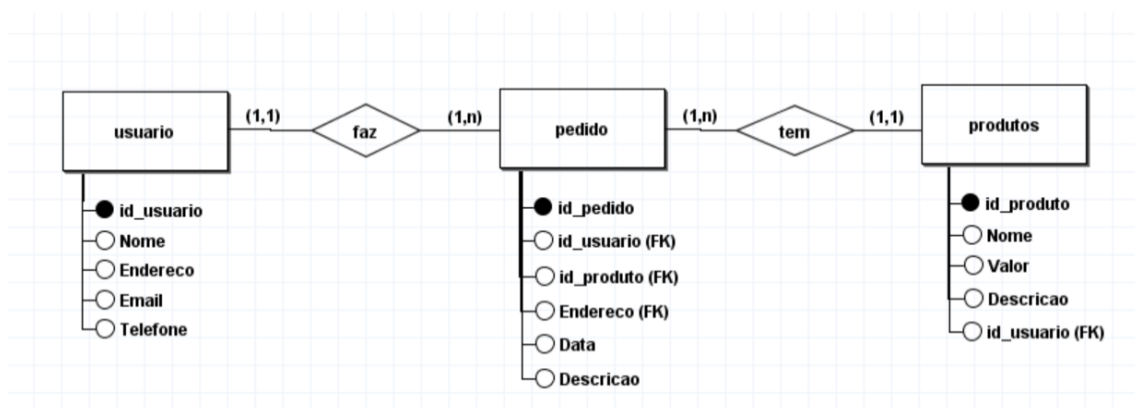 usuario
(1,1)
faz
(1,n)
pedido
(1,n)
tem
(1,1)
produtos
id_usuario
Nome
Endereco
Email
Telefone
id_pedido
id_usuario (FK)
id_produto (FK)
Endereco (FK)
Data
Descricao
id_produto
Nome
Valor
Descricao
id_usuario (FK)